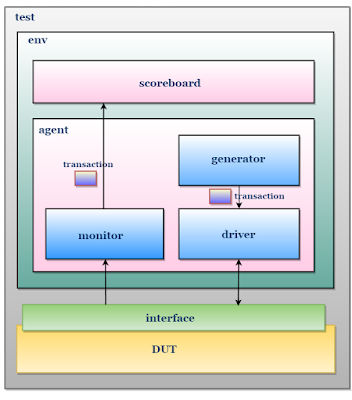 test
env
scoreboard
agent
transaction
generator
transaction
monitor
driver
interface
DUT